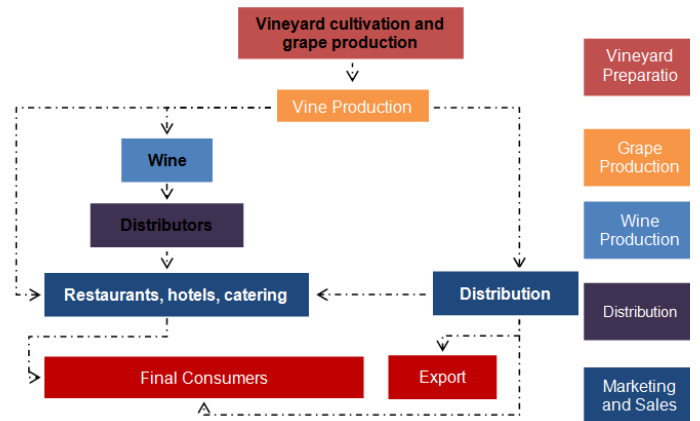 Vineyard cultivation and
grape production
Vine Production
Wine
Distributors
Restaurants, hotels, catering
Distribution
Final Consumers
Export
Vineyard
Preparatio
Grape
Production
Wine
Production
Distribution
Marketing
and Sales